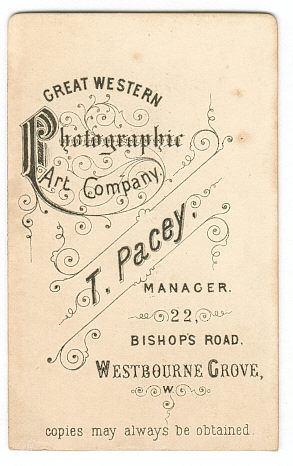 GREAT WESTERN
Photographic
Art Company.
T. Pacey.
MANAGER.
22,
BISHOP'S ROAD.
WESTBOURNE GROVE,
W.
copies may always be obtained.